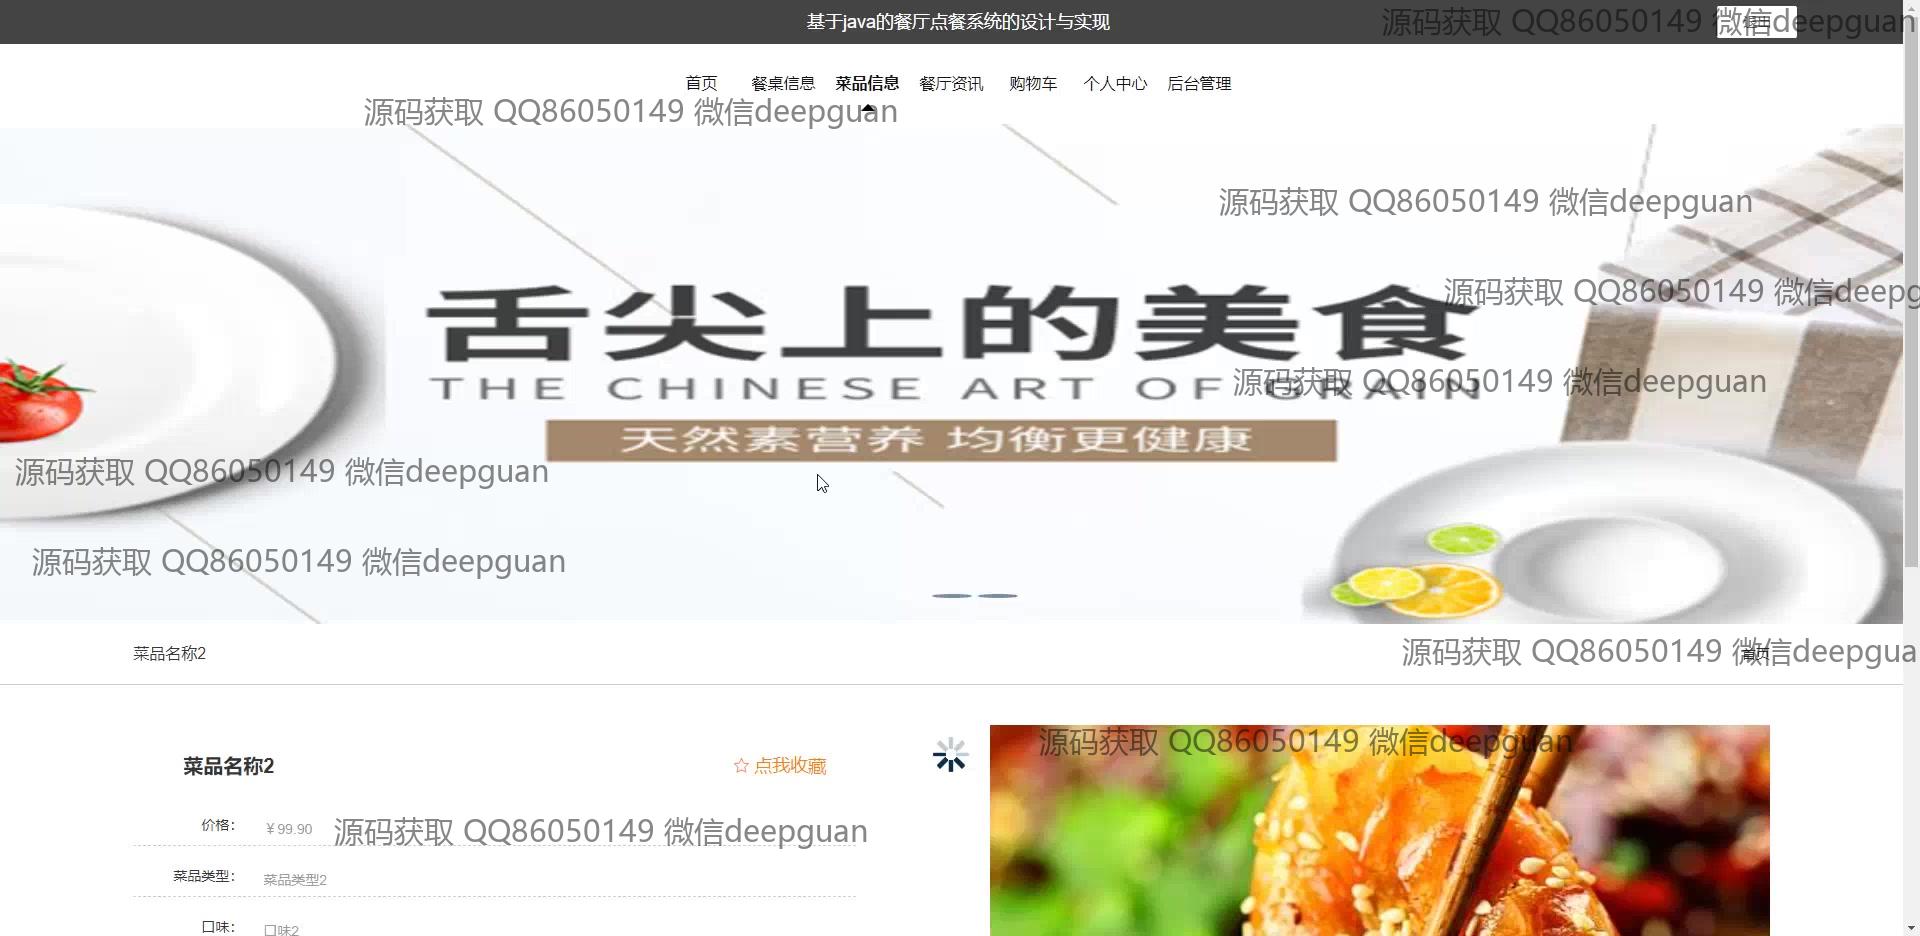 基于java的餐厅点餐系统的设计与实现
源码获取 QQ86050149 微信deepguan
首页 餐桌信息 菜品信息 餐厅资讯 购物车 个人中心 后台管理
源码获取 QQ86050149 微信deepguan
源码获取 QQ86050149 微信deepguan
源码获取 QQ86050149 微信deepg
舌尖上的美食
THE CHINESE ART OF GRAIN
源码获取 QQ86050149 微信deepguan
天然素营养 均衡更健康
源码获取 QQ86050149 微信deepguan
源码获取 QQ86050149 微信deepguan
菜品名称2
源码获取 QQ86050149 微信deepgua
首页
源码获取 QQ86050149 微信deepguan
菜品名称2
☆ 点我收藏
价格： ￥99.90
源码获取 QQ86050149 微信deepguan
菜品类型： 菜品类型2
口味： 口味2